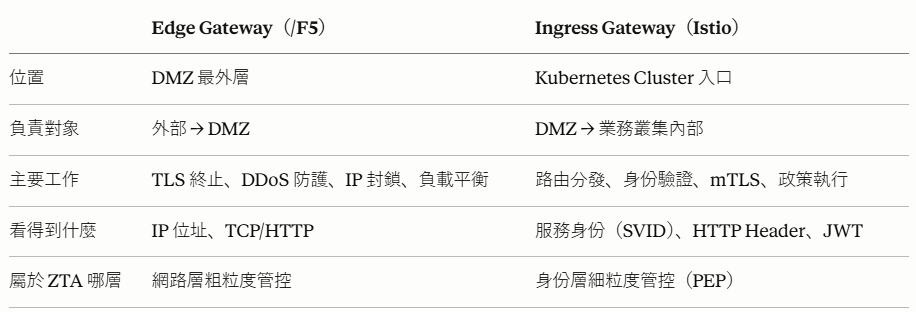 Edge Gateway（/F5） Ingress Gateway（Istio）
位置 DMZ 最外層 Kubernetes Cluster 入口
負責對象 外部 → DMZ DMZ → 業務叢集內部
主要工作 TLS 終止、DDoS 防護、IP 封鎖、負載平衡 路由分發、身份驗證、mTLS、政策執行
看得到什麼 IP 位址、TCP/HTTP 服務身份（SVID）、HTTP Header、JWT
屬於 ZTA 哪層 網路層粗粒度管控 身份層細粒度管控（PEP）